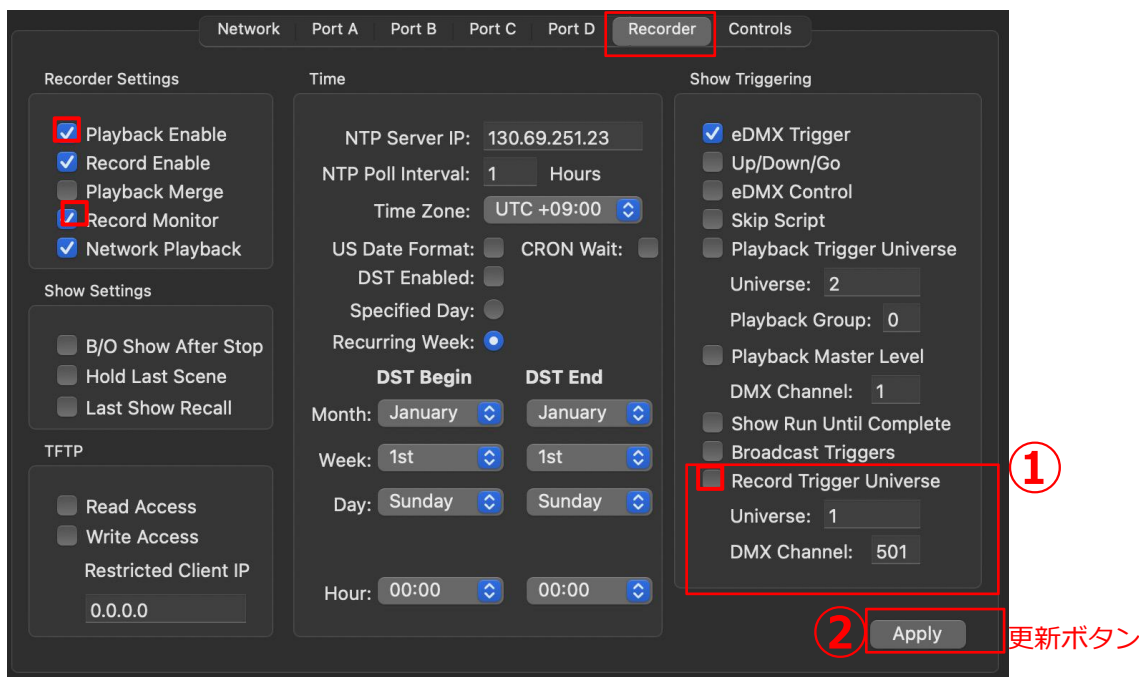 Network Port A Port B Port C Port D Recorder Controls
Recorder Settings
Playback Enable
Record Enable
Playback Merge
Record Monitor
Network Playback
Show Settings
B/O Show After Stop
Hold Last Scene
Last Show Recall
TFTP
Read Access
Write Access
Restricted Client IP
0.0.0.0
Time
NTP Server IP: 130.69.251.23
NTP Poll Interval: 1 Hours
Time Zone: UTC +09:00
US Date Format: CRON Wait:
DST Enabled:
Specified Day:
Recurring Week:
DST Begin DST End
Month: January January
Week: 1st 1st
Day: Sunday Sunday
Hour: 00:00 00:00
Show Triggering
eDMX Trigger
Up/Down/Go
eDMX Control
Skip Script
Playback Trigger Universe
Universe: 2
Playback Group: 0
Playback Master Level
DMX Channel: 1
Show Run Until Complete
Broadcast Triggers
Record Trigger Universe
Universe: 1
DMX Channel: 501
①
② Apply 更新ボタン